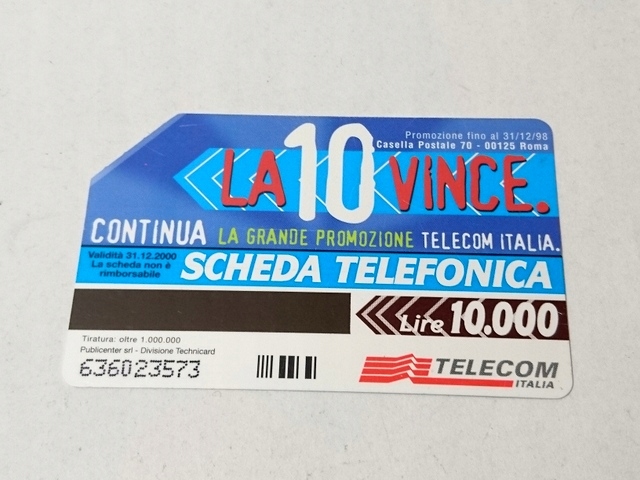 Promozione fino al 31/12/98
Casella Postale 70 - 00125 Roma
LA 10 ViNCE.
CONTINUA LA GRANDE PROMOZIONE TELECOM ITALIA.
Validità 31.12.2000
La scheda non è
rimborsabile
SCHEDA TELEFONICA
Lire 10.000
Tiratura: oltre 1.000.000
Publicenter srl - Divisione Technicard
636023573
TELECOM
ITALIA